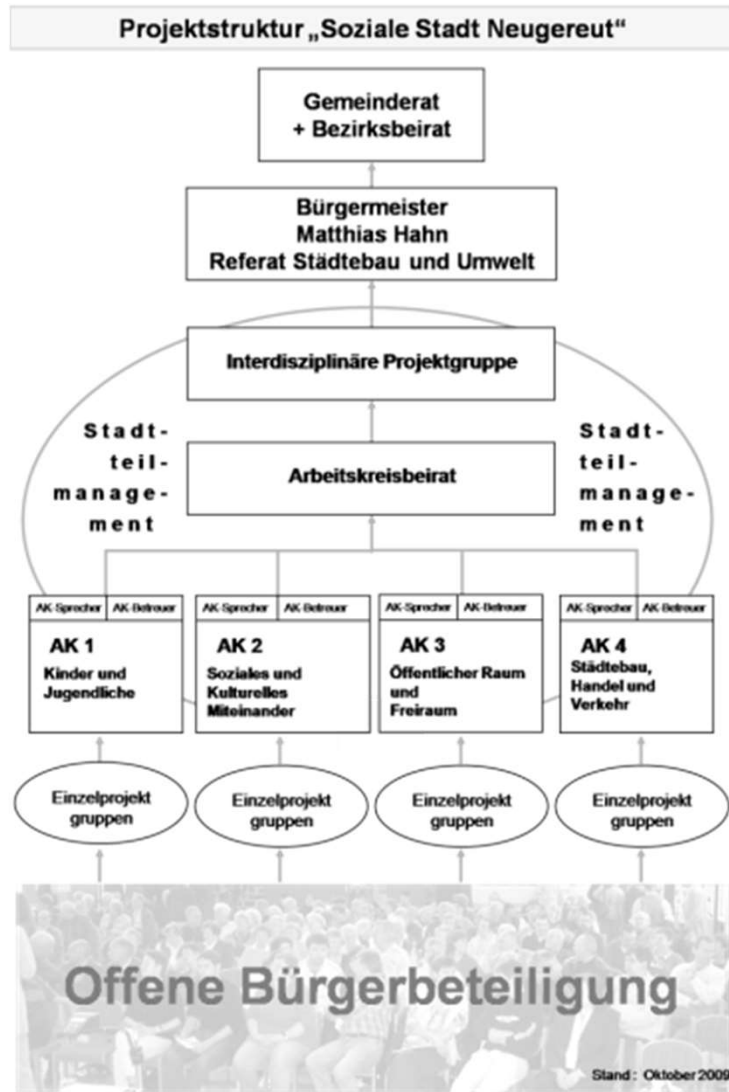 Projektstruktur „Soziale Stadt Neugereut“
Gemeinderat
+ Bezirksbeirat
Bürgermeister
Matthias Hahn
Referat Städtebau und Umwelt
Interdisziplinäre Projektgruppe
Stadt-
teil-
manage-
ment
Arbeitskreisbeirat
Stadt-
teil-
manage-
ment
AK-Sprecher AK-Betreuer
AK 1
Kinder und
Jugendliche
AK-Sprecher AK-Betreuer
AK 2
Soziales und
Kulturelles
Miteinander
AK-Sprecher AK-Betreuer
AK 3
Öffentlicher Raum
und
Freiraum
AK-Sprecher AK-Betreuer
AK 4
Städtebau,
Handel und
Verkehr
Einzelprojekt
gruppen
Einzelprojekt
gruppen
Einzelprojekt
gruppen
Einzelprojekt
gruppen
Offene Bürgerbeteiligung
Stand: Oktober 2009